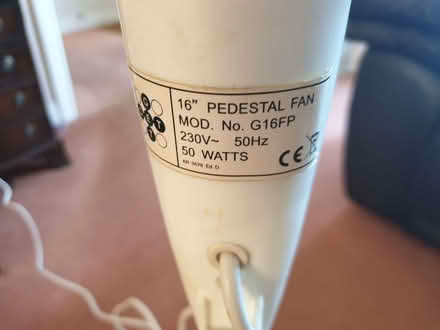 16” PEDESTAL FAN
MOD. No. G16FP
230V~ 50Hz
50 WATTS
CE